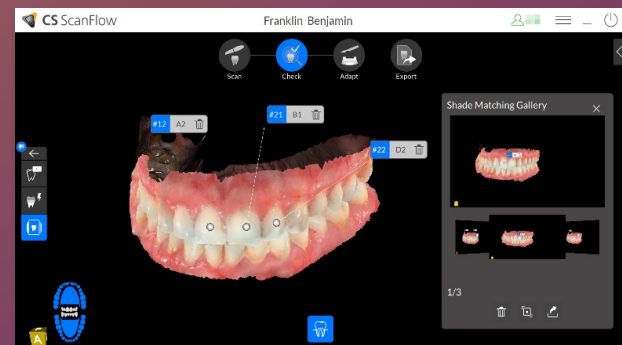 CS ScanFlow
Franklin Benjamin
Scan
Check
Adapt
Export
#12 A2
#21 B1
#22 D2
Shade Matching Gallery
1/3
A